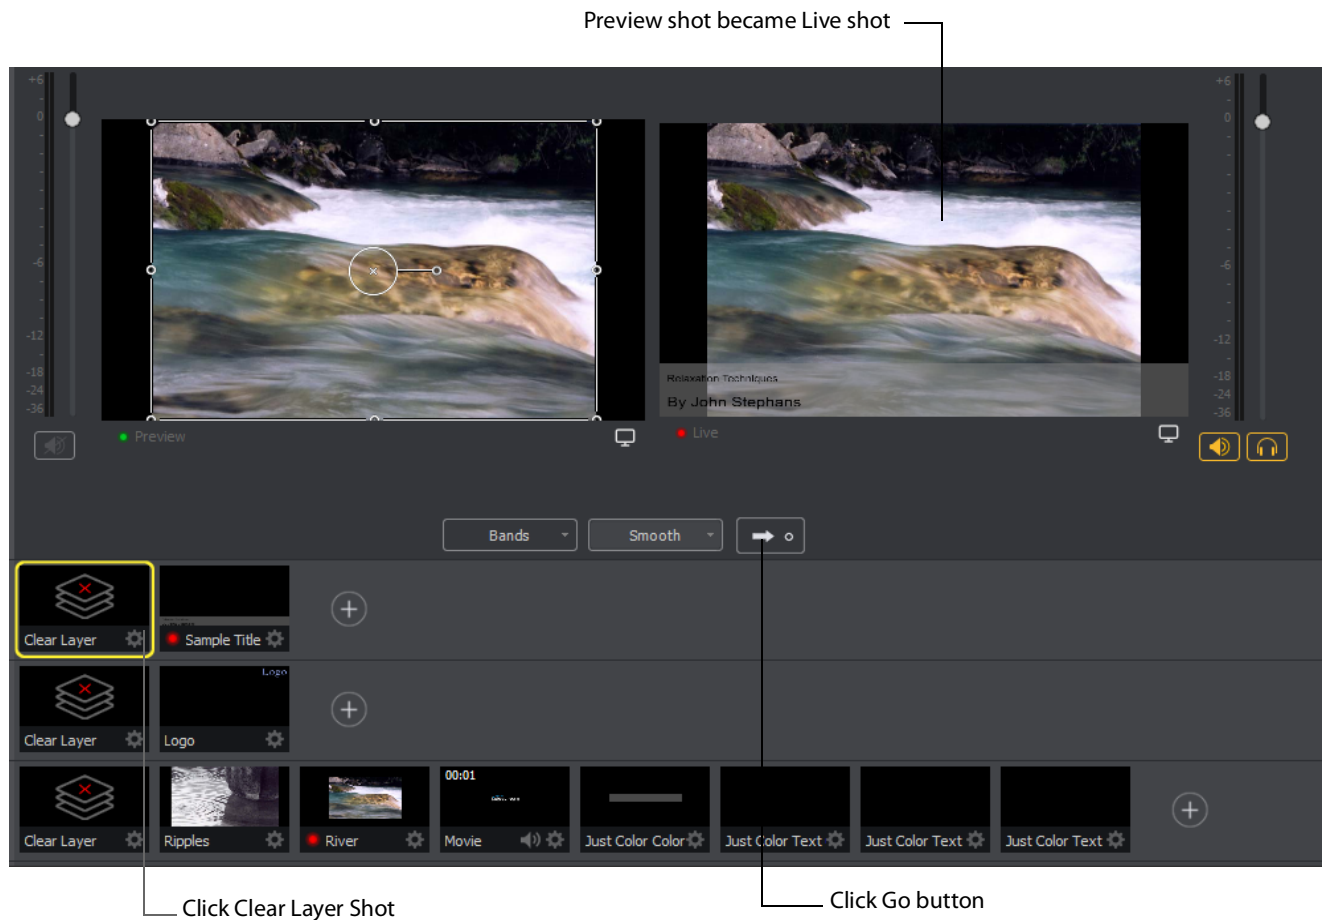 Preview shot became Live shot
+6
0
-6
-12
-18
-24
-36
+6
0
-6
-12
-18
-24
-36
Relaxation Techniques
By John Stephans
Preview
Live
Bands
Smooth
Clear Layer
Sample Title
Logo
Clear Layer
Logo
00:01
Clear Layer
Ripples
River
Movie
Just Color Color
Just Color Text
Just Color Text
Just Color Text
Click Clear Layer Shot
Click Go button